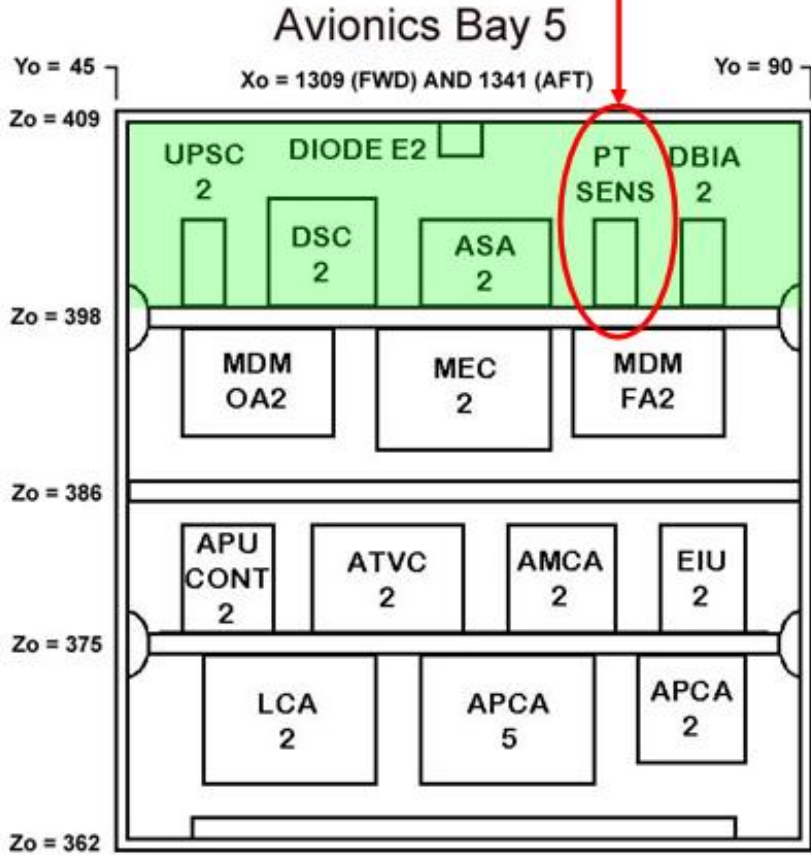 Avionics Bay 5
Yo = 45
Yo = 90
Xo = 1309 (FWD) AND 1341 (AFT)
Zo = 409
UPSC
2
DIODE E2
PT
SENS
DBIA
2
DSC
2
ASA
2
Zo = 398
MDM
OA2
MEC
2
MDM
FA2
Zo = 386
APU
CONT
2
ATVC
2
AMCA
2
EIU
2
Zo = 375
LCA
2
APCA
5
APCA
2
Zo = 362